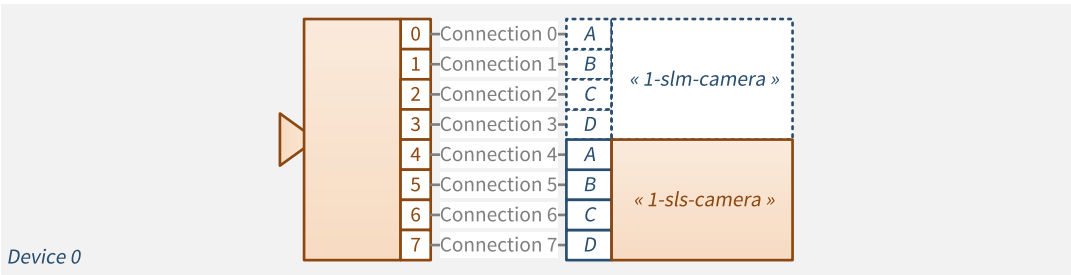 0 Connection 0 A
1 Connection 1 B
« 1-slm-camera »
2 Connection 2 C
3 Connection 3 D
4 Connection 4 A
5 Connection 5 B
« 1-sls-camera »
6 Connection 6 C
7 Connection 7 D
Device 0